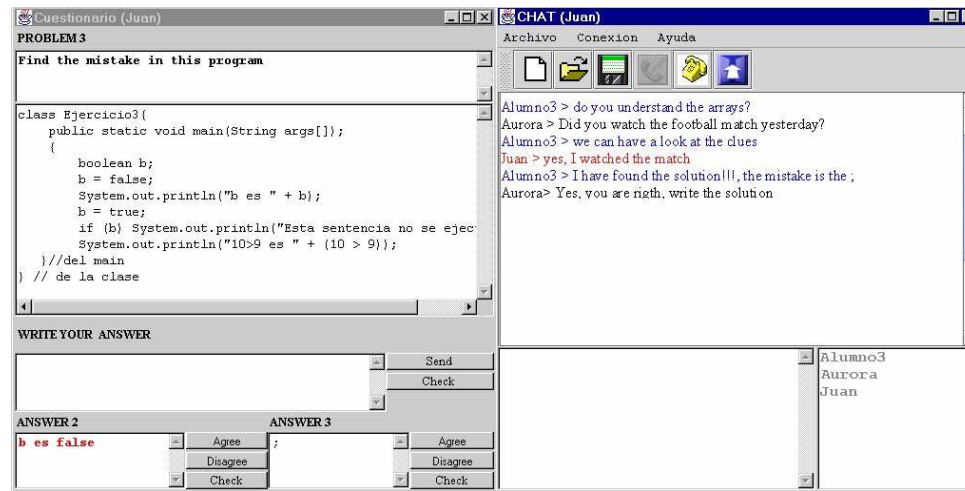 Cuestionario (Juan)
PROBLEM 3
Find the mistake in this program
class Ejercicio3{
public static void main(String args[]);
{
boolean b;
b = false;
System.out.println("b es " + b);
b = true;
if (b) System.out.println("Esta sentencia no se ejec
System.out.println("10>9 es " + (10 > 9));
}//del main
} // de la clase
WRITE YOUR ANSWER
Send
Check
ANSWER 2
b es false
Agree
Disagree
Check
ANSWER 3
;
Agree
Disagree
Check
CHAT (Juan)
Archivo Conexion Ayuda
Alumno3 > do you understand the arrays?
Aurora > Did you watch the football match yesterday?
Alumno3 > we can have a look at the clues
Juan > yes, I watched the match
Alumno3 > I have found the solution!!!, the mistake is the ;
Aurora> Yes, you are rigth, write the solution
Alumno3
Aurora
Juan